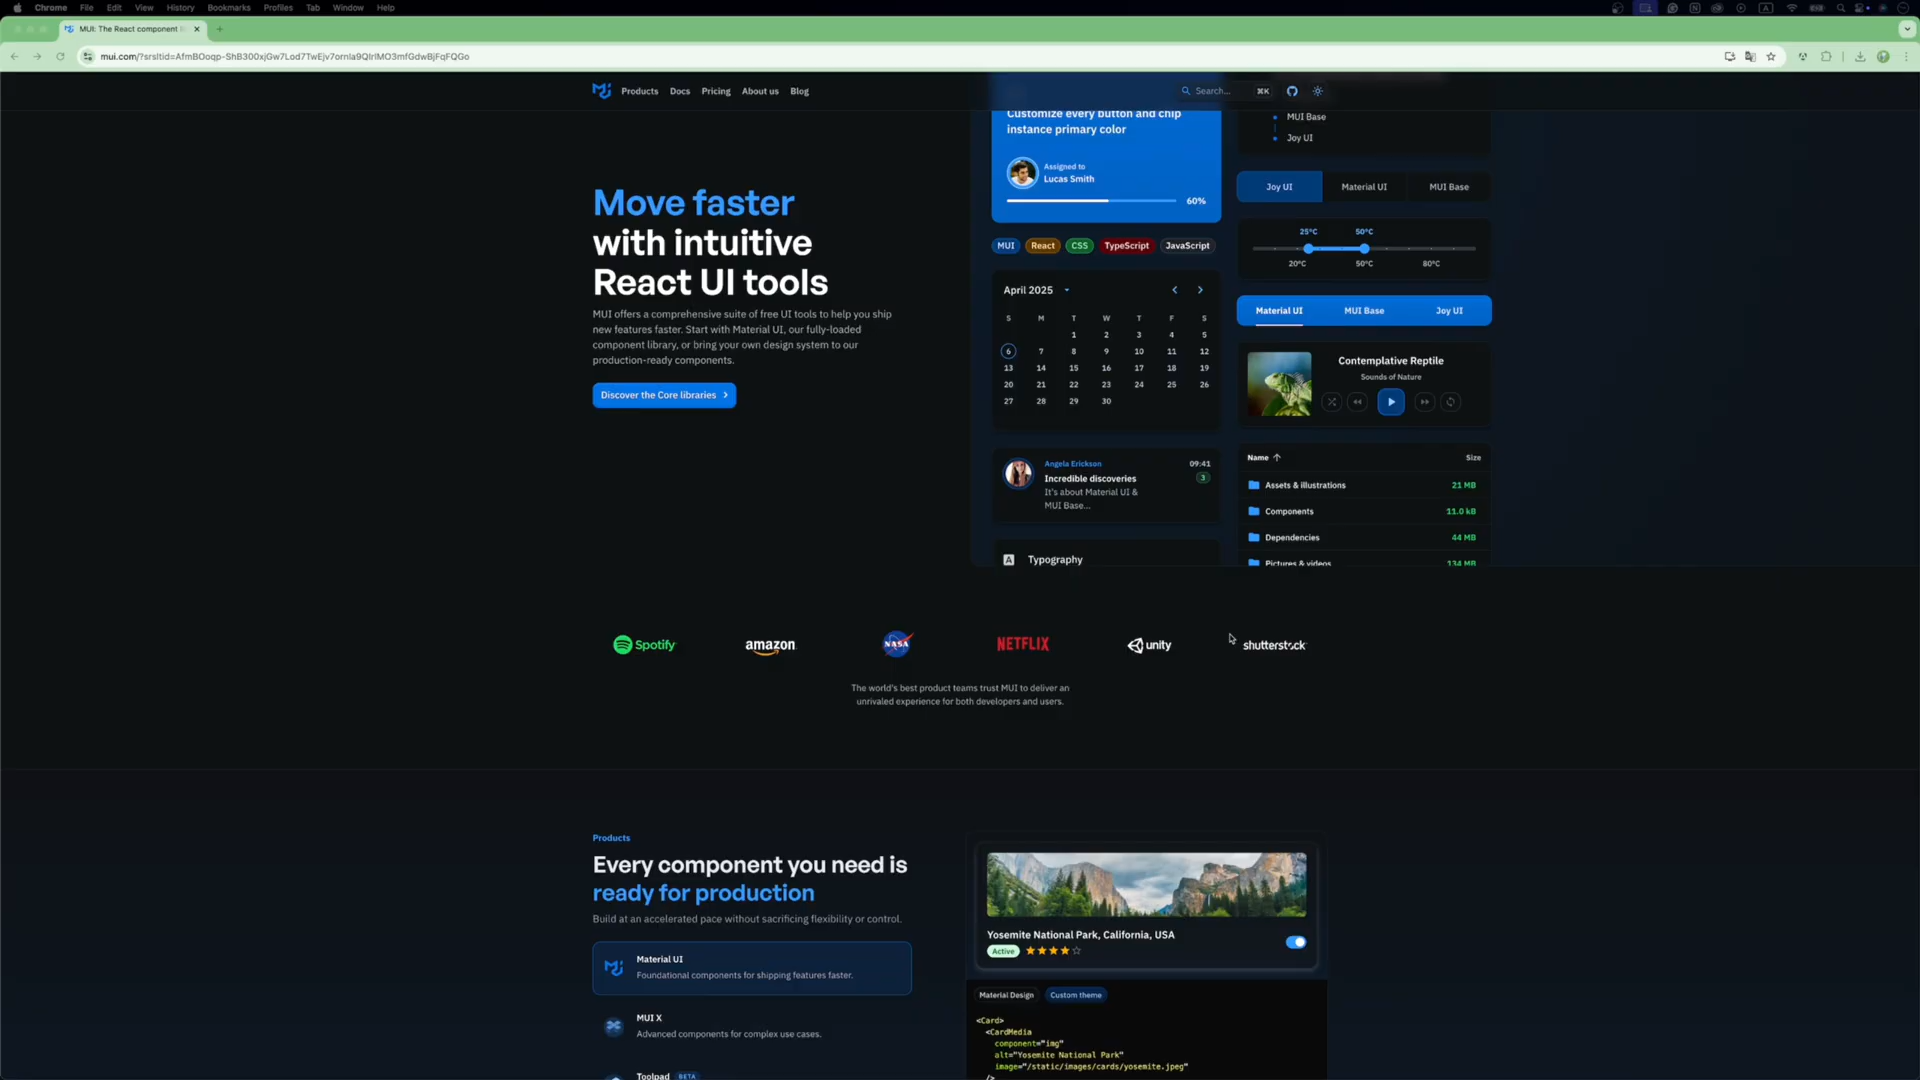 Chrome File Edit View History Bookmarks Profiles Tab Window Help
MUI: The React component
mui.com/?srsltid=
Products Docs Pricing About us Blog
Search... ⌘K
Move faster
with intuitive
React UI tools
MUI offers a comprehensive suite of free UI tools to help you ship
new features faster. Start with Material UI, our fully-loaded
component library, or bring your own design system to our
production-ready components.
Discover the Core libraries
Customize every button and chip
instance primary color
Assigned to
Lucas Smith
60%
MUI React CSS TypeScript JavaScript
April 2025
S M T W T F S
1 2 3 4 5
6 7 8 9 10 11 12
13 14 15 16 17 18 19
20 21 22 23 24 25 26
27 28 29 30
Angela Erickson 09:41
Incredible discoveries 3
It's about Material UI &
MUI Base...
A Typography
MUI Base
Joy UI
Joy UI Material UI MUI Base
25°C 50°C
20°C 50°C 80°C
Material UI MUI Base Joy UI
Contemplative Reptile
Sounds of Nature
Name Size
Assets & illustrations 21 MB
Components 11.0 kB
Dependencies 44 MB
Pictures & videos 134 MB
Spotify amazon NASA NETFLIX unity shutterstock
The world's best product teams trust MUI to deliver an
unrivaled experience for both developers and users.
Products
Every component you need is
ready for production
Build at an accelerated pace without sacrificing flexibility or control.
Material UI
Foundational components for shipping features faster.
MUI X
Advanced components for complex use cases.
Toolpad BETA
Yosemite National Park, California, USA
Active
Material Design Custom theme
<Card>
<CardMedia
component="img"
alt="Yosemite National Park"
image="/static/images/cards/yosemite.jpeg"
/>